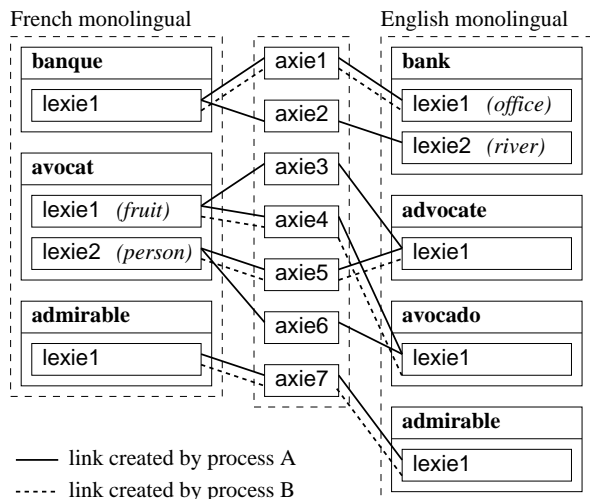 French monolingual
English monolingual
banque
lexie1
avocat
lexie1 (fruit)
lexie2 (person)
admirable
lexie1
axie1
axie2
axie3
axie4
axie5
axie6
axie7
bank
lexie1 (office)
lexie2 (river)
advocate
lexie1
avocado
lexie1
admirable
lexie1
link created by process A
link created by process B